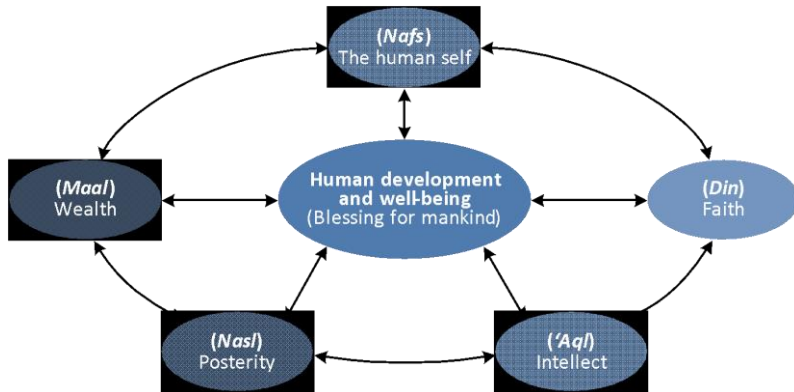 (Nafs)
The human self
(Maal)
Wealth
Human development
and well-being
(Blessing for mankind)
(Din)
Faith
(Nasl)
Posterity
(‘Aql)
Intellect